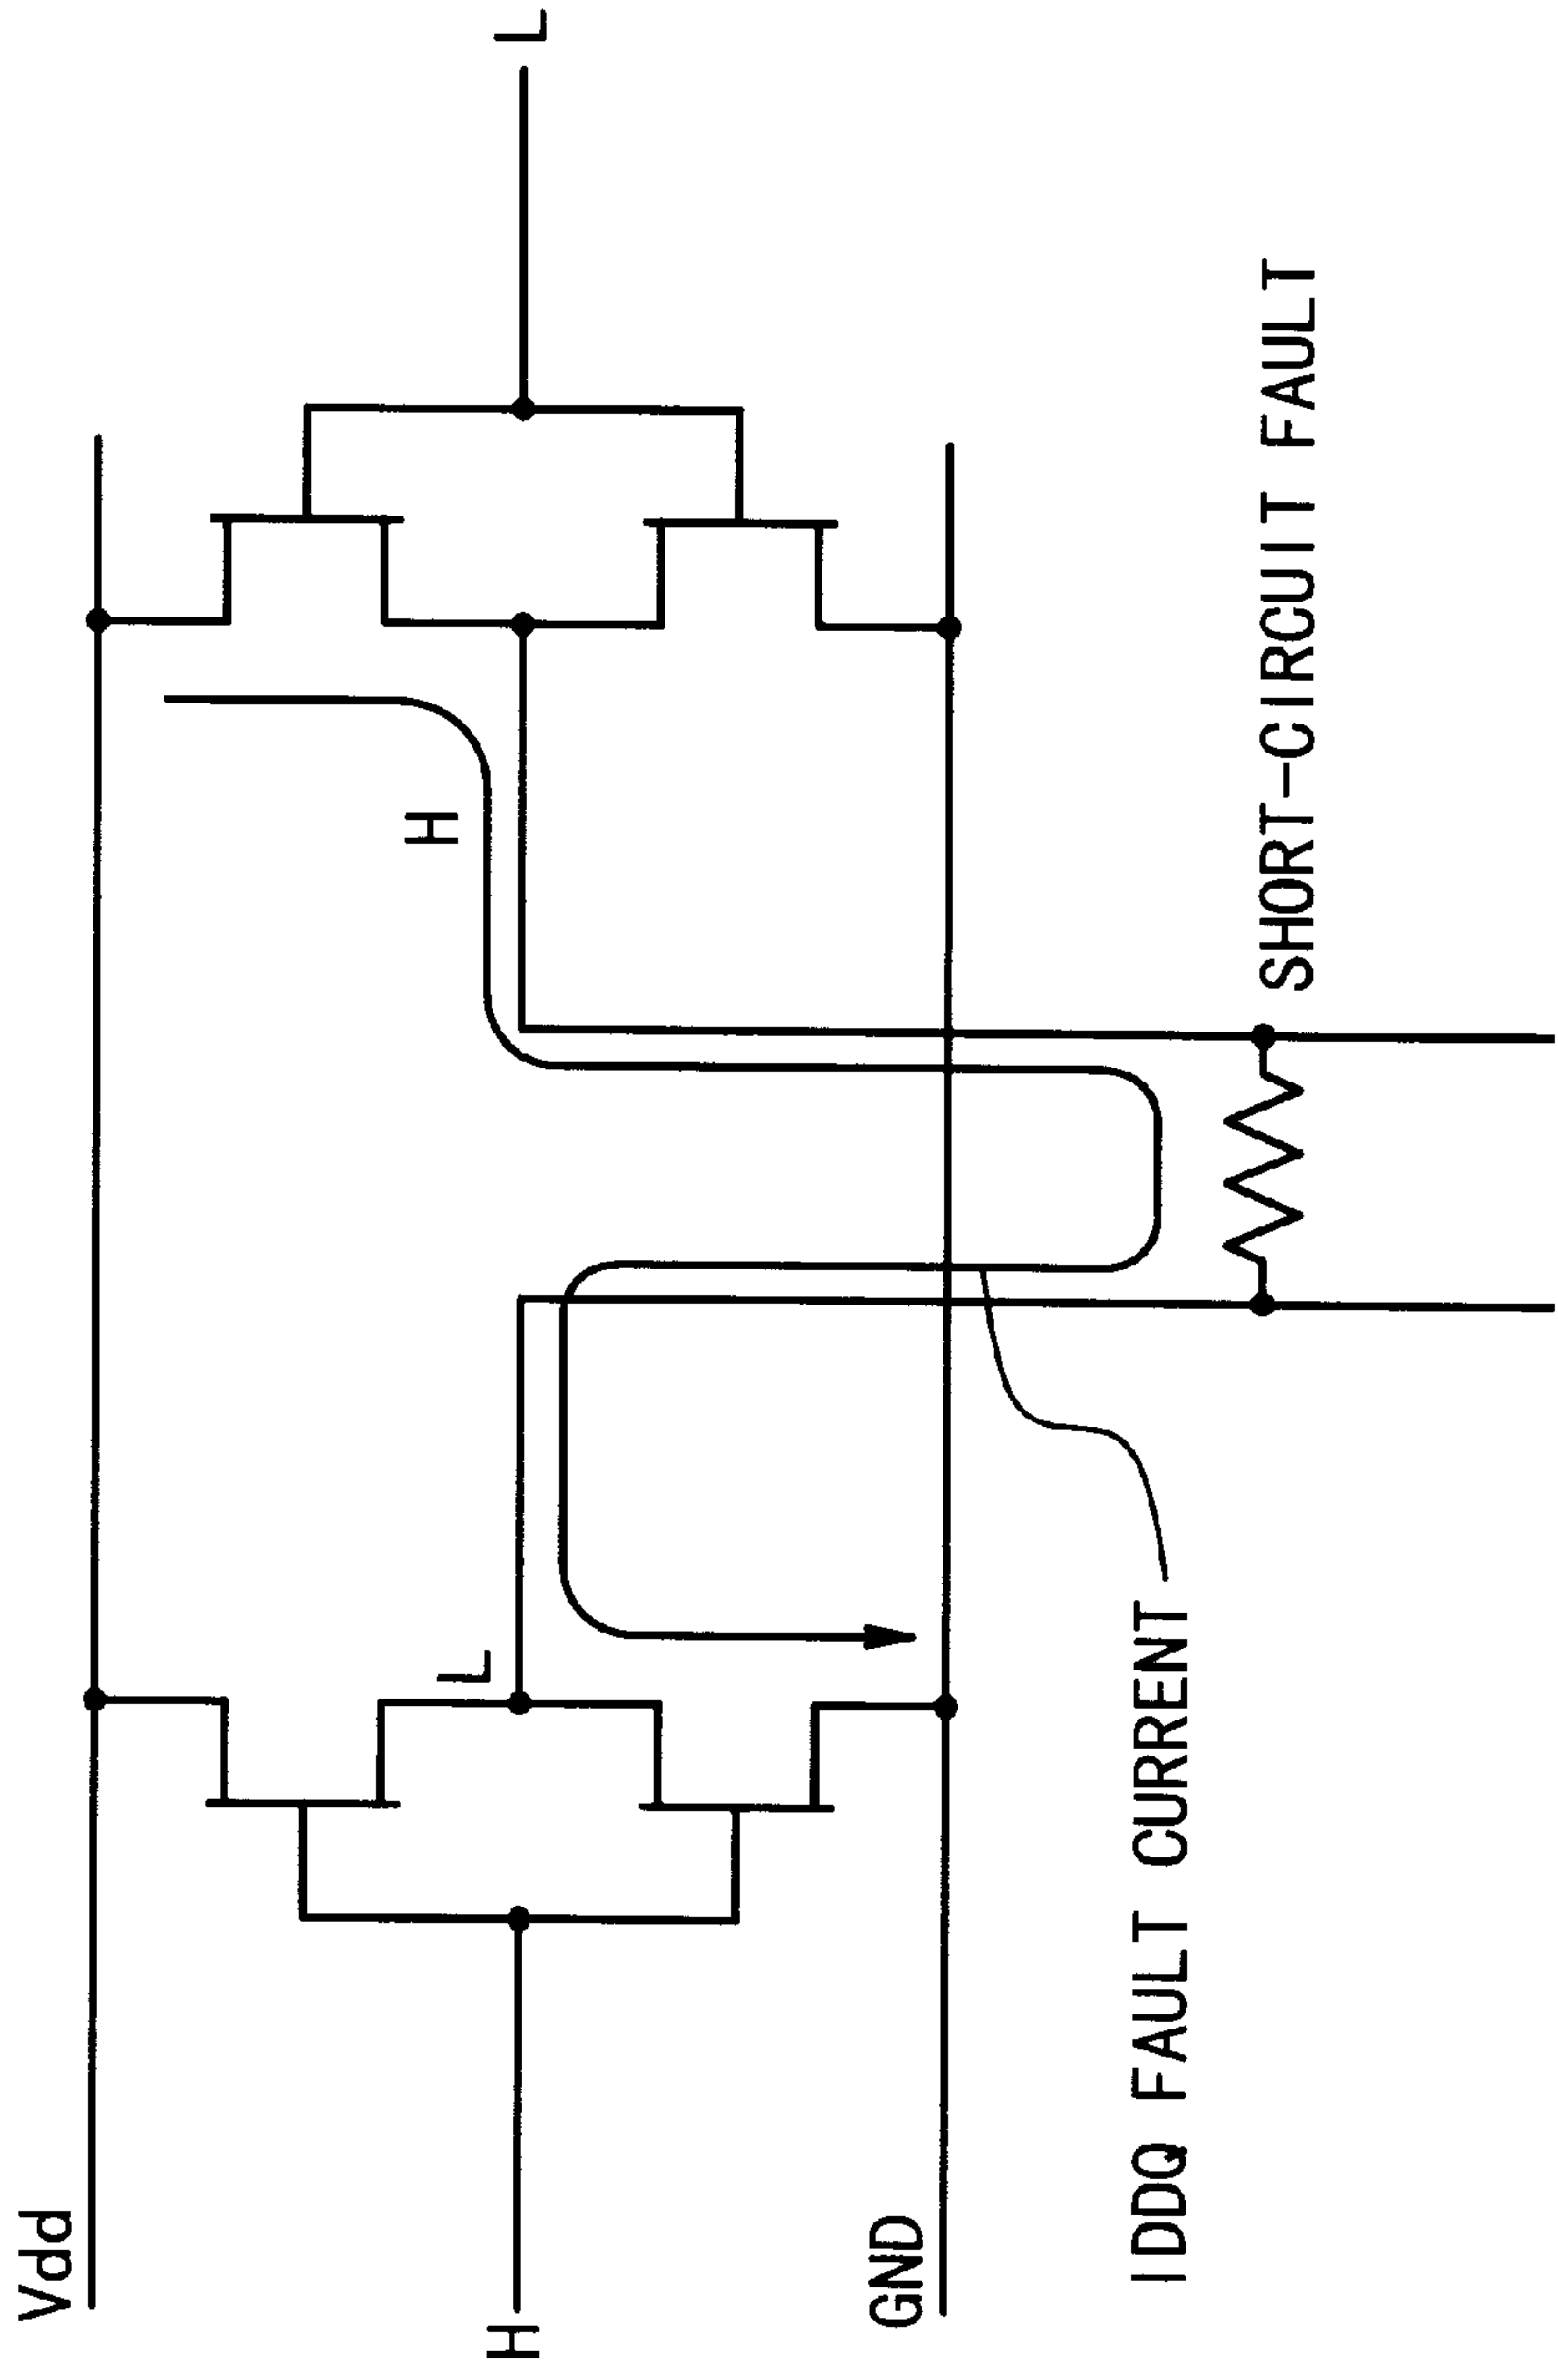 Vdd
H
L
H
L
GND
IDDQ FAULT CURRENT
SHORT-CIRCUIT FAULT